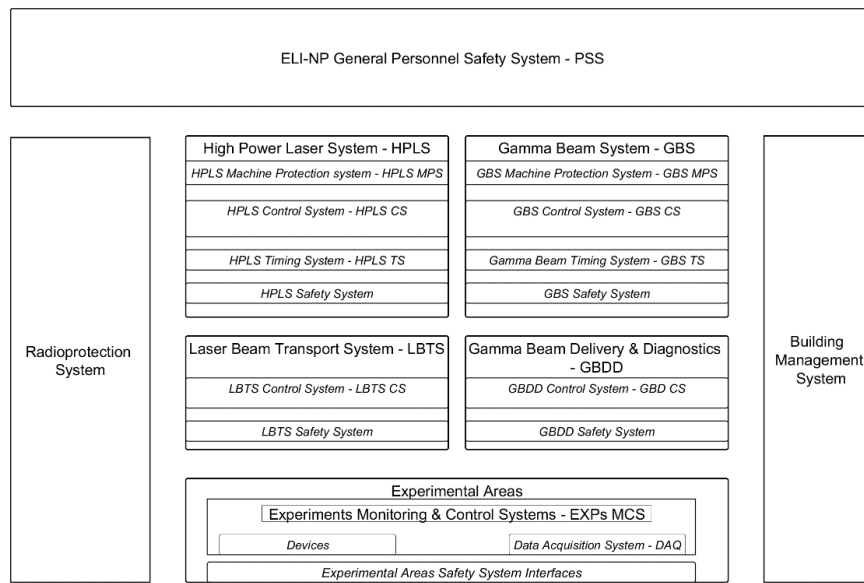 ELI-NP General Personnel Safety System - PSS
Radioprotection
System
High Power Laser System - HPLS
HPLS Machine Protection system - HPLS MPS
HPLS Control System - HPLS CS
HPLS Timing System - HPLS TS
HPLS Safety System
Gamma Beam System - GBS
GBS Machine Protection System - GBS MPS
GBS Control System - GBS CS
Gamma Beam Timing System - GBS TS
GBS Safety System
Laser Beam Transport System - LBTS
LBTS Control System - LBTS CS
LBTS Safety System
Gamma Beam Delivery & Diagnostics
- GBDD
GBDD Control System - GBD CS
GBDD Safety System
Building
Management
System
Experimental Areas
Experiments Monitoring & Control Systems - EXPs MCS
Devices
Data Acquisition System - DAQ
Experimental Areas Safety System Interfaces